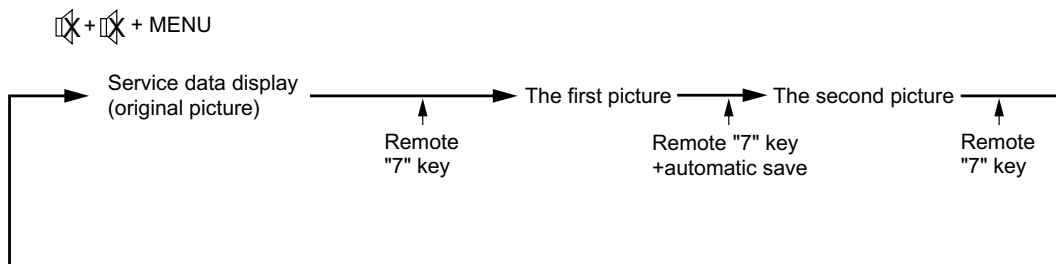 + + MENU
Service data display
(original picture)
The first picture
The second picture
Remote
"7" key
Remote "7" key
+automatic save
Remote
"7" key